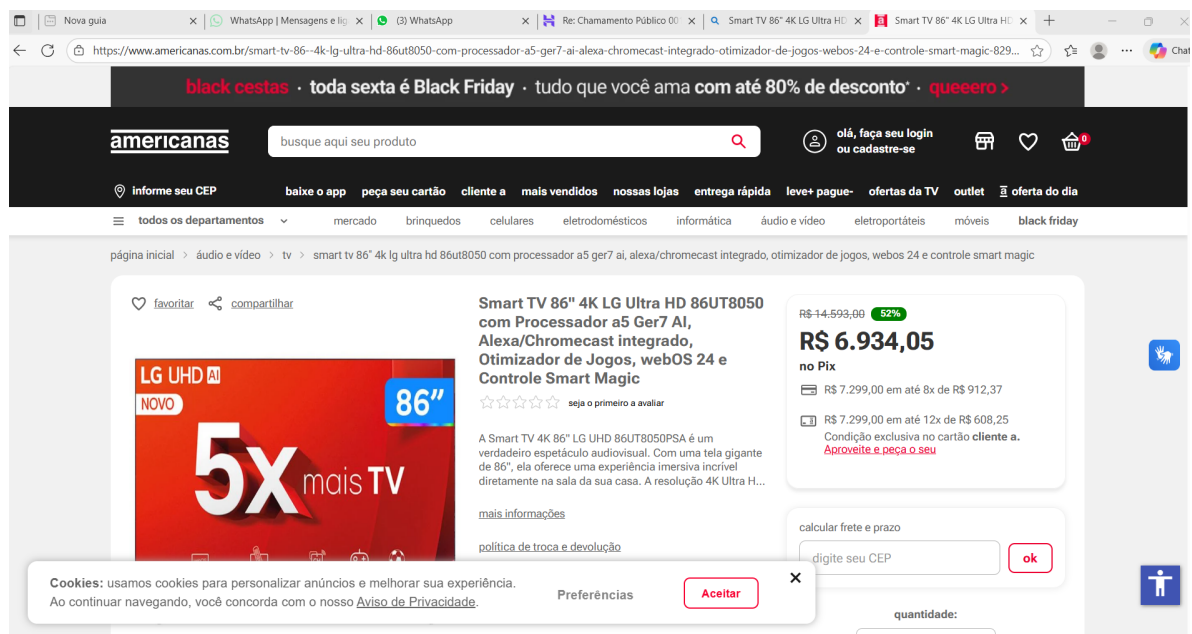 Nova guia
WhatsApp | Mensagens e lig
(3) WhatsApp
Re: Chamamento Público 00
Smart TV 86" 4K LG Ultra HD
Smart TV 86" 4K LG Ultra HD
https://www.americanas.com.br/smart-tv-86--4k-lg-ultra-hd-86ut8050-com-processador-a5-ger7-ai-alexa-chromecast-integrado-otimizador-de-jogos-webos-24-e-controle-smart-magic-829...
Chat
black cestas · toda sexta é Black Friday · tudo que você ama com até 80% de desconto* · queeero >
americanas
busque aqui seu produto
olá, faça seu login
ou cadastre-se
0
informe seu CEP
baixe o app peça seu cartão cliente a mais vendidos nossas lojas entrega rápida leve+ pague- ofertas da TV outlet a oferta do dia
todos os departamentos
mercado brinquedos celulares eletrodomésticos informática áudio e vídeo eletroportáteis móveis black friday
página inicial > áudio e vídeo > tv > smart tv 86" 4k lg ultra hd 86ut8050 com processador a5 ger7 ai, alexa/chromecast integrado, otimizador de jogos, webos 24 e controle smart magic
favoritar
compartilhar
LG UHD AI
NOVO
86”
5x mais TV
Smart TV 86" 4K LG Ultra HD 86UT8050
com Processador a5 Ger7 AI,
Alexa/Chromecast integrado,
Otimizador de Jogos, webOS 24 e
Controle Smart Magic
seja o primeiro a avaliar
A Smart TV 4K 86" LG UHD 86UT8050PSA é um
verdadeiro espetáculo audiovisual. Com uma tela gigante
de 86", ela oferece uma experiência imersiva incrível
diretamente na sala da sua casa. A resolução 4K Ultra H...
mais informações
política de troca e devolução
R$ 14.593,00 52%
R$ 6.934,05
no Pix
R$ 7.299,00 em até 8x de R$ 912,37
R$ 7.299,00 em até 12x de R$ 608,25
Condição exclusiva no cartão cliente a.
Aproveite e peça o seu
calcular frete e prazo
digite seu CEP
ok
quantidade:
Cookies: usamos cookies para personalizar anúncios e melhorar sua experiência.
Ao continuar navegando, você concorda com o nosso Aviso de Privacidade.
Preferências
Aceitar